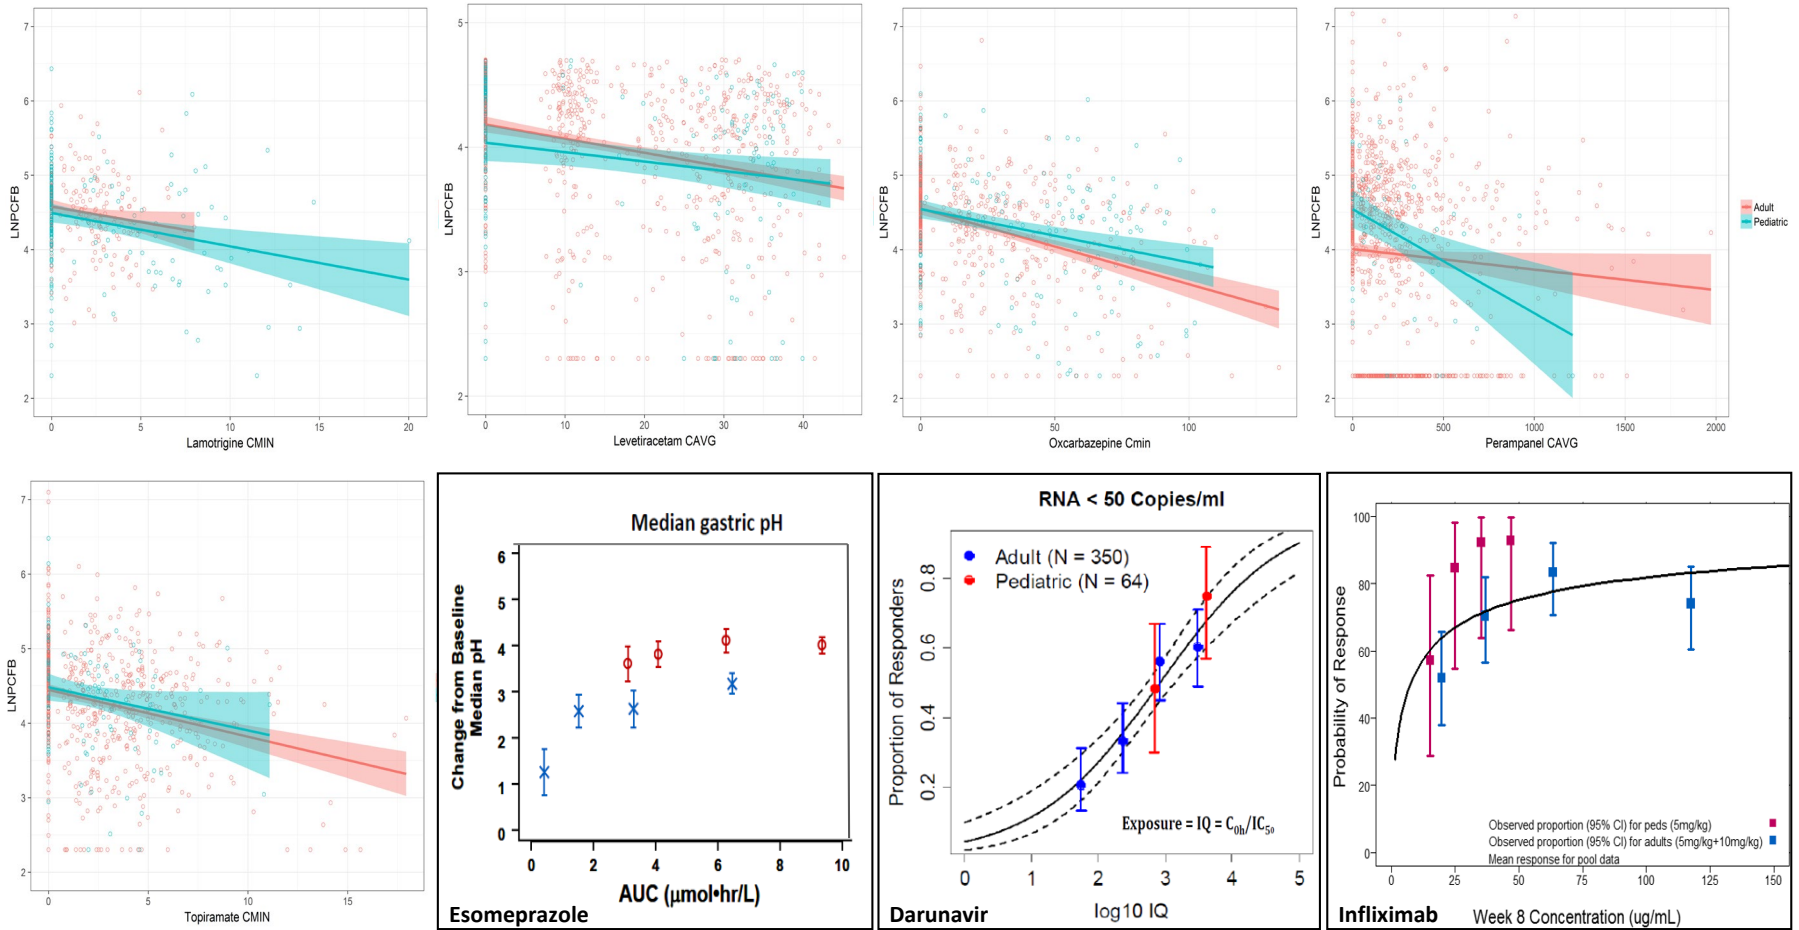 7
6
5
4
3
2
LNPCFB
0
5
10
15
20
Lamotrigine CMIN
5
4
3
2
LNPCFB
0
10
20
30
40
Levetiracetam CAVG
7
6
5
4
3
2
LNPCFB
0
50
100
Oxcarbazepine Cmin
7
6
5
4
3
2
LNPCFB
0
500
1000
1500
2000
Perampanel CAVG
Adult
Pediatric
7
6
5
4
3
2
LNPCFB
0
5
10
15
Topiramate CMIN
Median gastric pH
6
5
4
3
2
1
0
Change from Baseline
Median pH
0
2
4
6
8
10
AUC (µmol•hr/L)
Esomeprazole
RNA < 50 Copies/ml
Adult (N = 350)
Pediatric (N = 64)
0.8
0.6
0.4
0.2
Proportion of Responders
Exposure = IQ = C0h/IC50
0
1
2
3
4
5
log10 IQ
Darunavir
100
80
60
40
20
0
Probability of Response
Observed proportion (95% CI) for peds (5mg/kg)
Observed proportion (95% CI) for adults (5mg/kg+10mg/kg)
Mean response for pool data
0
25
50
75
100
125
150
Week 8 Concentration (ug/mL)
Infliximab